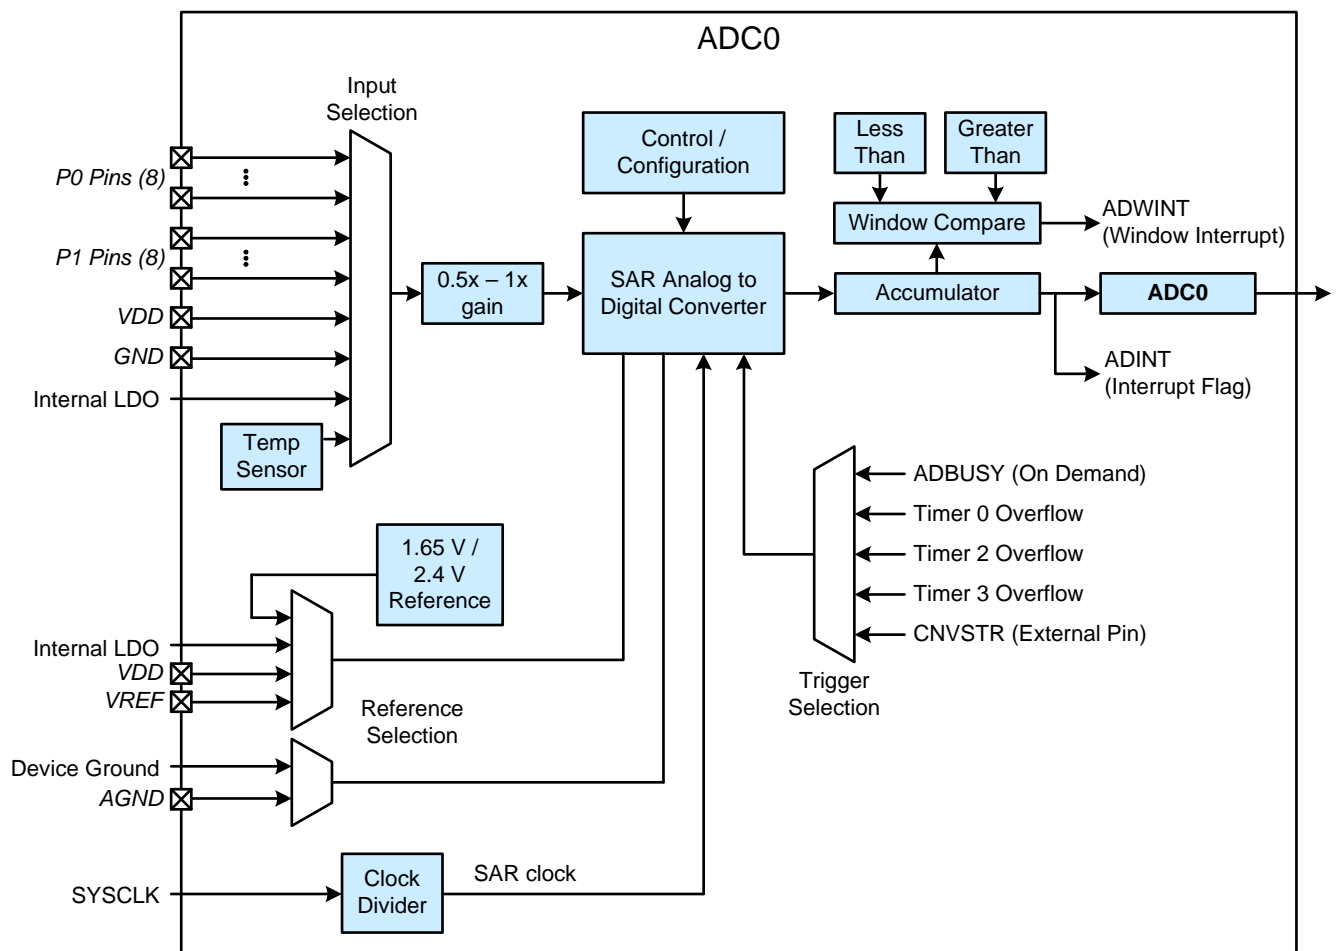 ADC0
Input
Selection
P0 Pins (8)
P1 Pins (8)
VDD
GND
Internal LDO
Temp
Sensor
0.5x – 1x
gain
Control /
Configuration
SAR Analog to
Digital Converter
Less
Than
Greater
Than
Window Compare
ADWINT
(Window Interrupt)
Accumulator
ADC0
ADINT
(Interrupt Flag)
ADBUSY (On Demand)
Timer 0 Overflow
Timer 2 Overflow
Timer 3 Overflow
CNVSTR (External Pin)
Trigger
Selection
1.65 V /
2.4 V
Reference
Internal LDO
VDD
VREF
Reference
Selection
Device Ground
AGND
SYSCLK
Clock
Divider
SAR clock